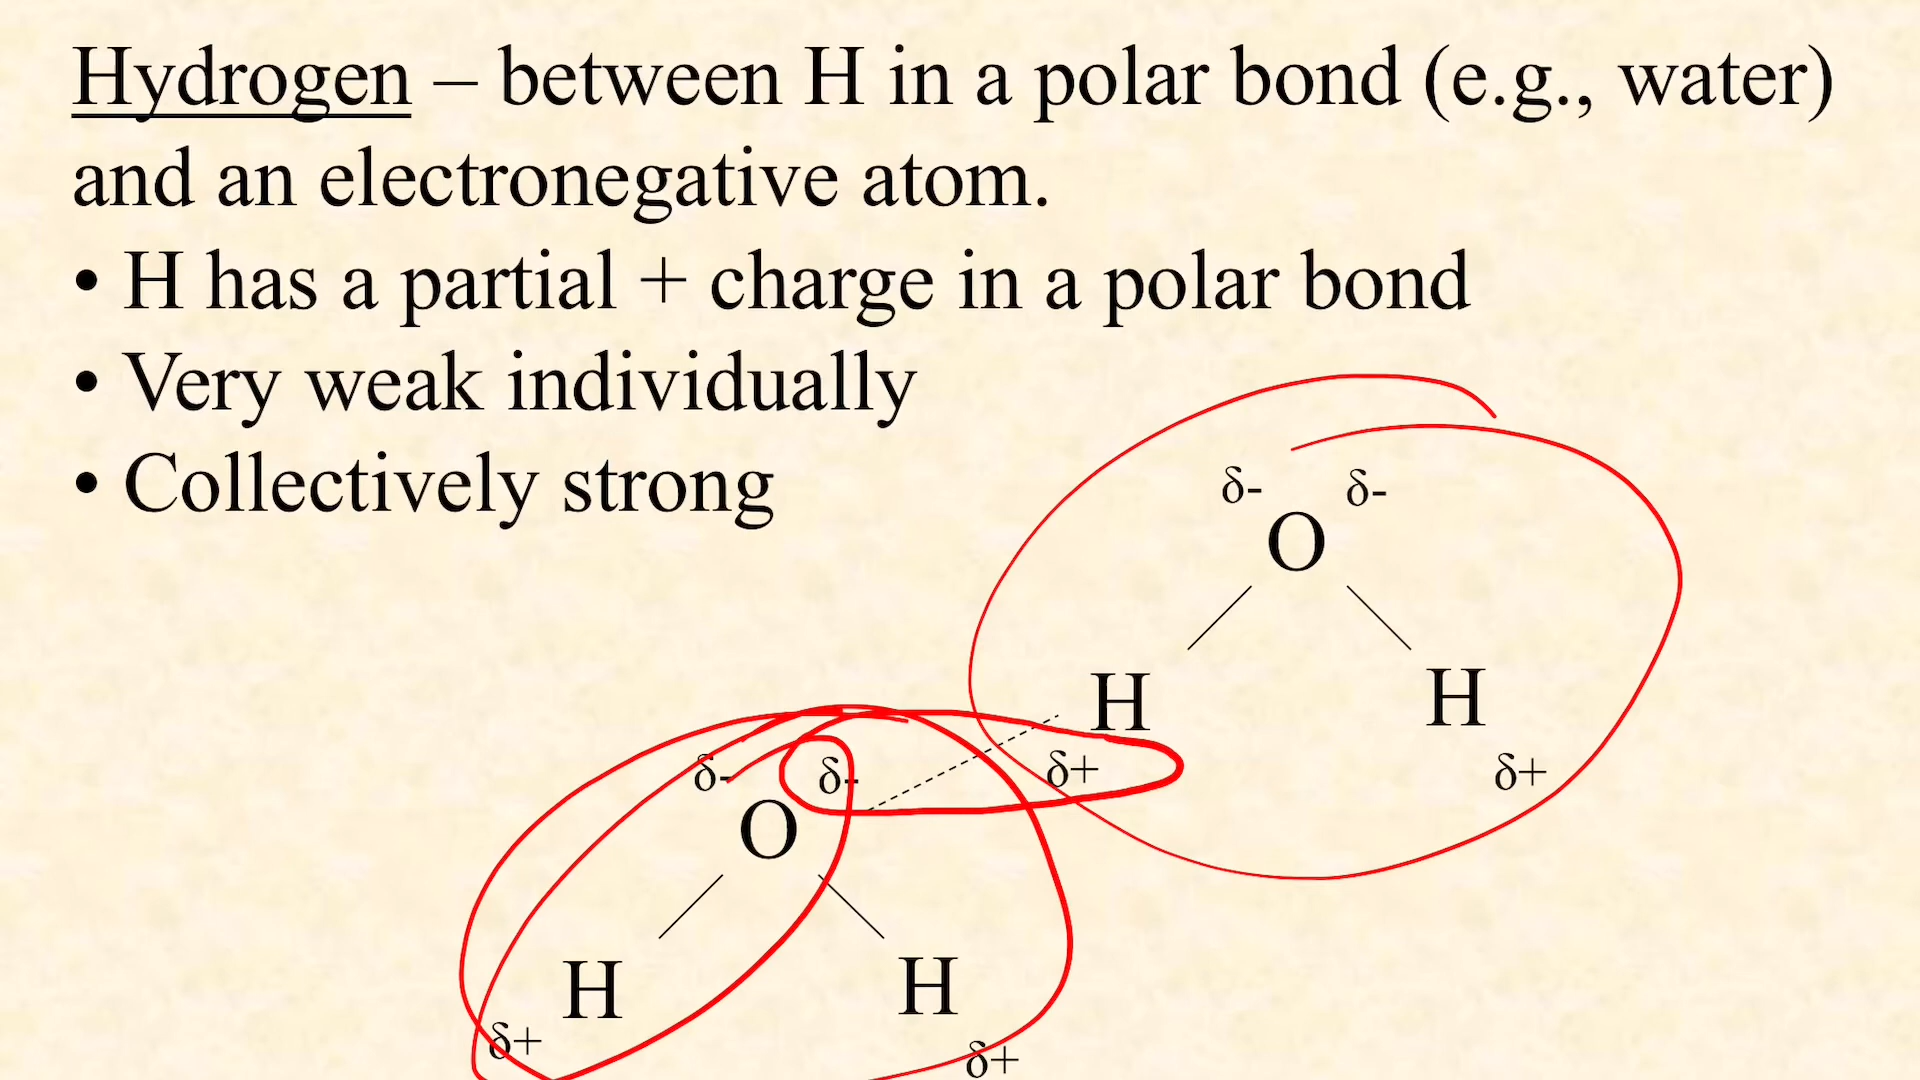 Hydrogen – between H in a polar bond (e.g., water)
and an electronegative atom.
• H has a partial + charge in a polar bond
• Very weak individually
• Collectively strong
δ- δ-
O
H H
δ+ δ+
δ- δ-
O
H H
δ+ δ+